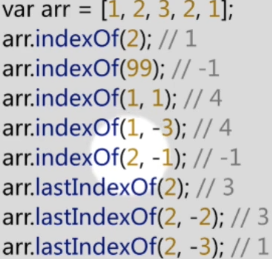 var arr = [1, 2, 3, 2, 1];
arr.indexOf(2); // 1
arr.indexOf(99); // -1
arr.indexOf(1, 1); // 4
arr.indexOf(1, -3); // 4
arr.indexOf(2, -1); // -1
arr.lastIndexOf(2); // 3
arr.lastIndexOf(2, -2); // 3
arr.lastIndexOf(2, -3); // 1